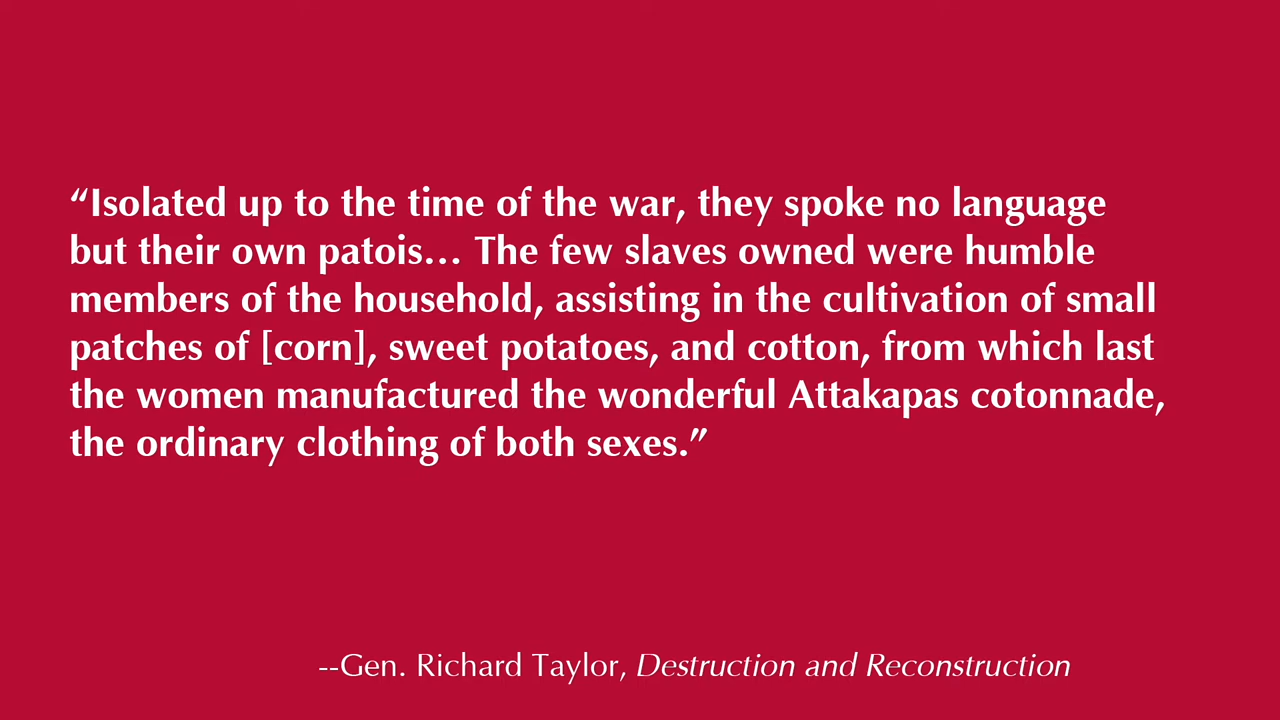 “Isolated up to the time of the war, they spoke no language
but their own patois… The few slaves owned were humble
members of the household, assisting in the cultivation of small
patches of [corn], sweet potatoes, and cotton, from which last
the women manufactured the wonderful Attakapas cotonnade,
the ordinary clothing of both sexes.”
--Gen. Richard Taylor, Destruction and Reconstruction